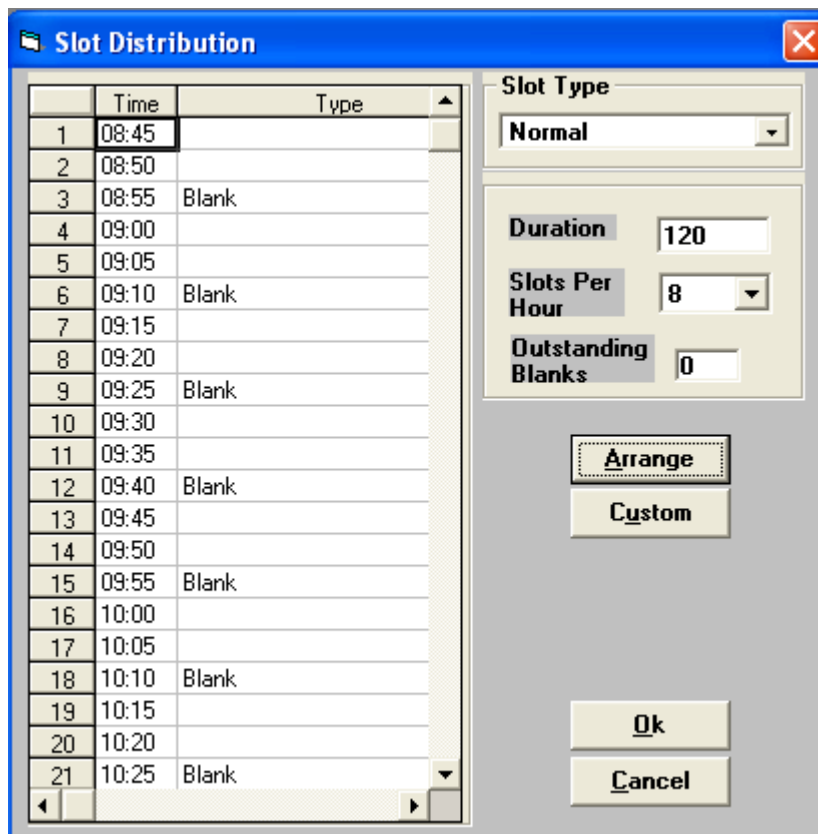 Slot Distribution
Time Type
1 08:45
2 08:50
3 08:55 Blank
4 09:00
5 09:05
6 09:10 Blank
7 09:15
8 09:20
9 09:25 Blank
10 09:30
11 09:35
12 09:40 Blank
13 09:45
14 09:50
15 09:55 Blank
16 10:00
17 10:05
18 10:10 Blank
19 10:15
20 10:20
21 10:25 Blank
Slot Type
Normal
Duration 120
Slots Per
Hour
8
Outstanding
Blanks
0
Arrange
Custom
Ok
Cancel